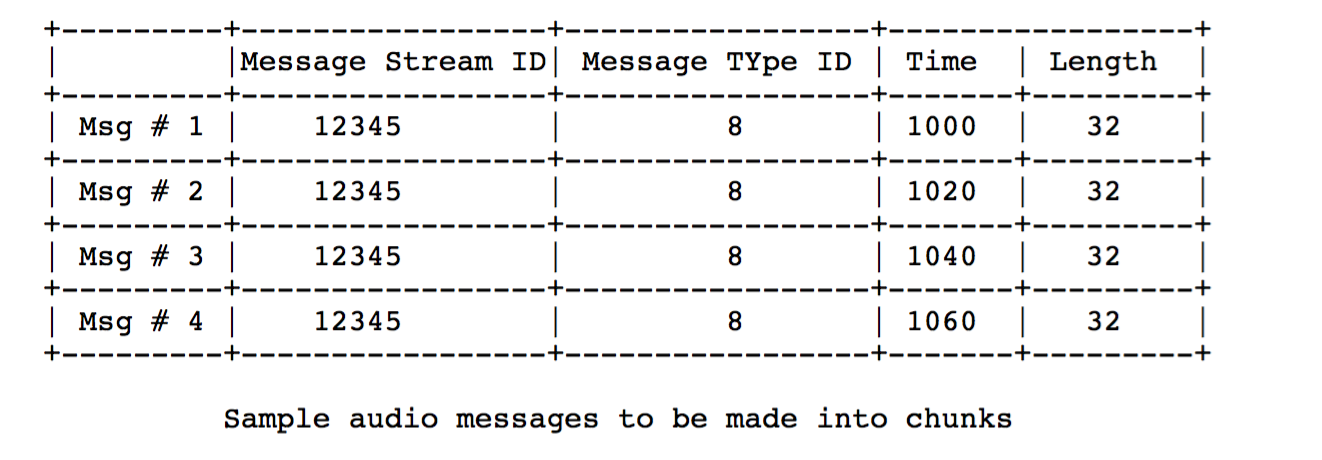 +---------+-----------------+-----------------+-----------------+
|         |Message Stream ID| Message TYpe ID | Time  | Length  |
+---------+-----------------+-----------------+-------+---------+
| Msg # 1 |    12345        |         8       | 1000  |   32    |
+---------+-----------------+-----------------+-------+---------+
| Msg # 2 |    12345        |         8       | 1020  |   32    |
+---------+-----------------+-----------------+-------+---------+
| Msg # 3 |    12345        |         8       | 1040  |   32    |
+---------+-----------------+-----------------+-------+---------+
| Msg # 4 |    12345        |         8       | 1060  |   32    |
+---------+-----------------+-----------------+-------+---------+
Sample audio messages to be made into chunks